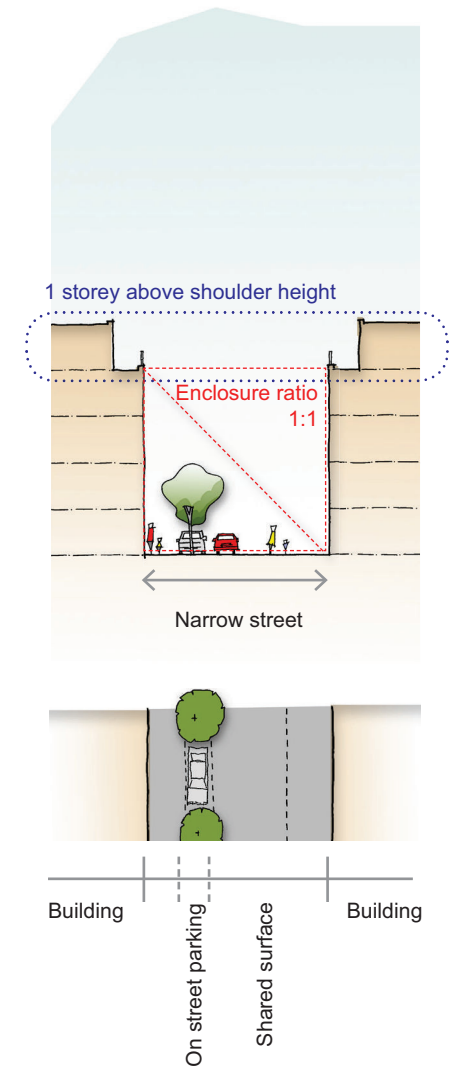 1 storey above shoulder height
Enclosure ratio
1:1
Narrow street
Building
On street parking
Shared surface
Building